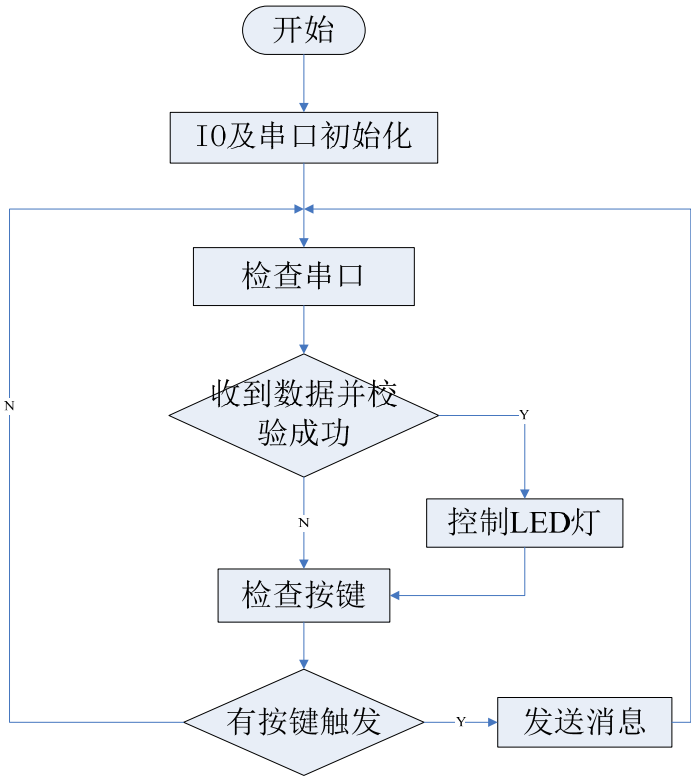 开始
IO及串口初始化
检查串口
N
收到数据并校
验成功
Y
N
控制LED灯
检查按键
有按键触发
Y
发送消息